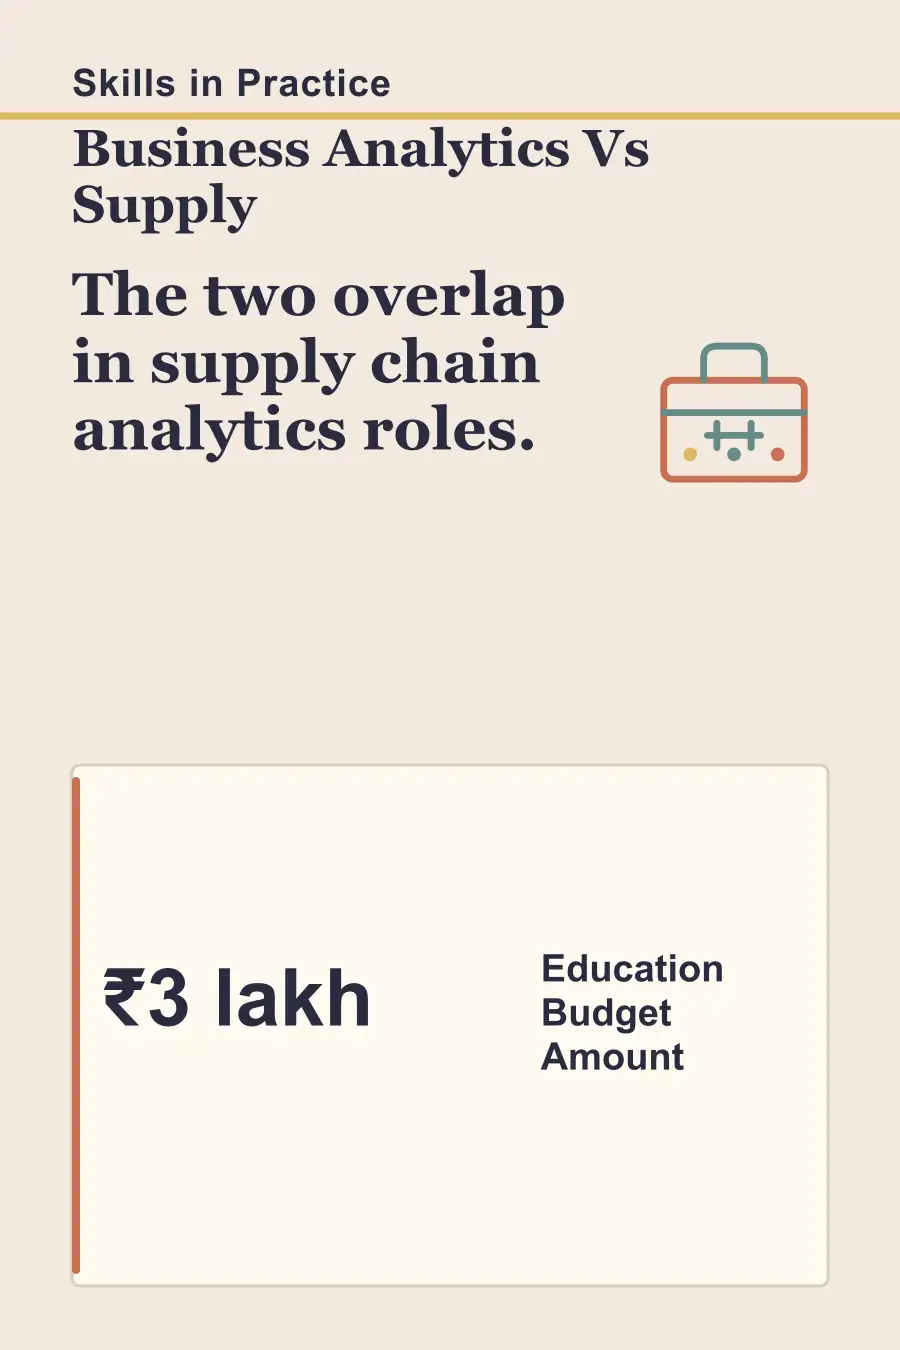 Skills in Practice
Business Analytics Vs
Supply
The two overlap
in supply chain
analytics roles.
₹3 lakh
Education
Budget
Amount